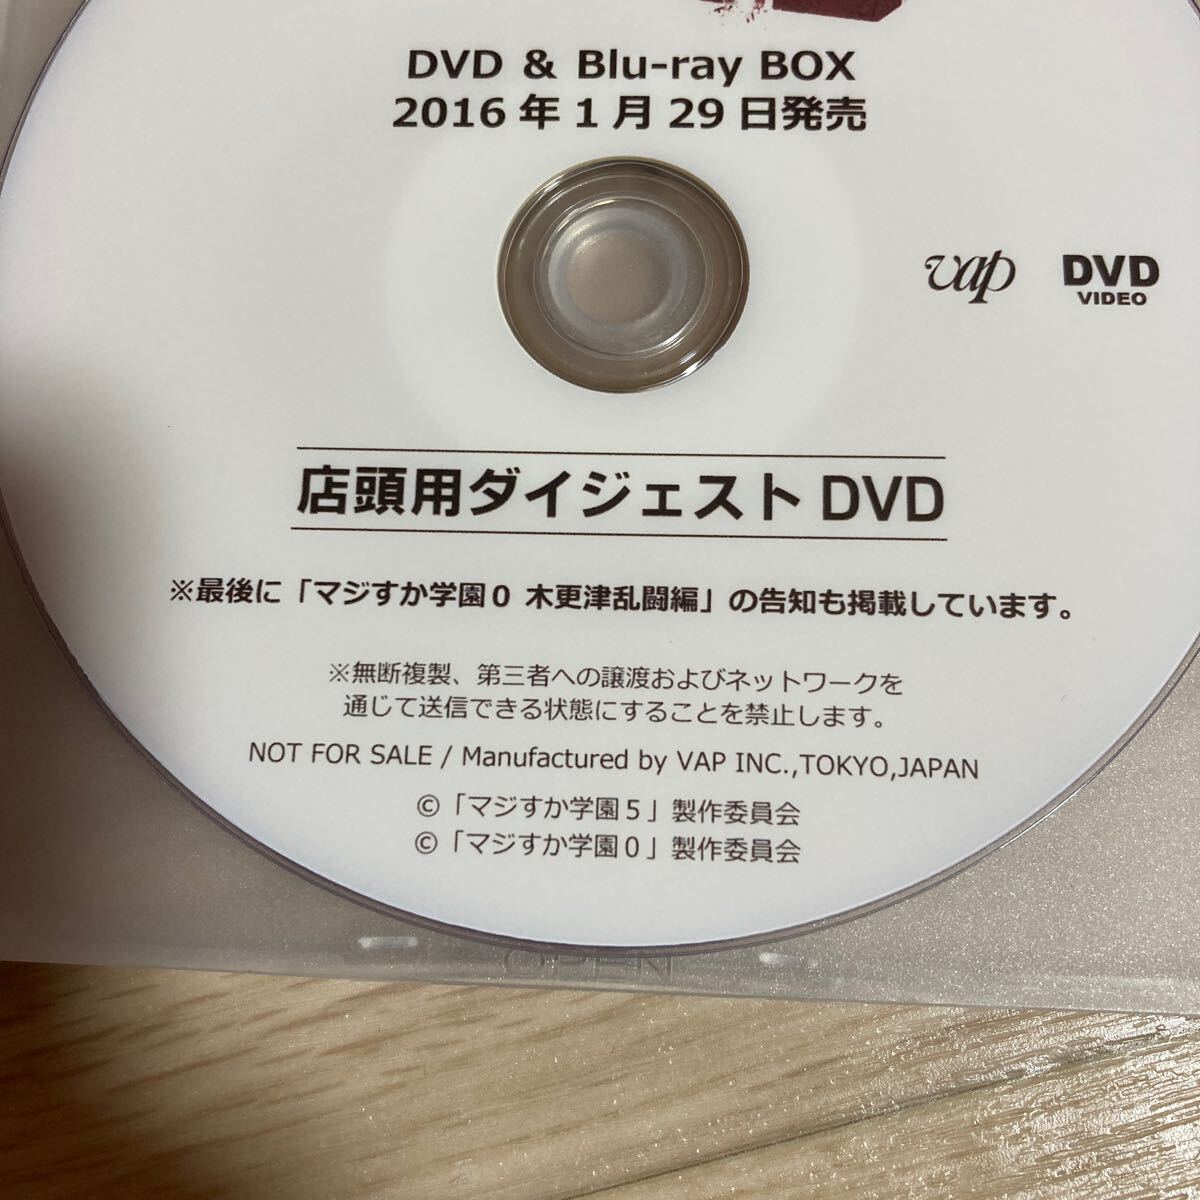 DVD & Blu-ray BOX
2016年1月29日発売
vap
DVD
VIDEO
店頭用ダイジェストDVD
※最後に「マジすか学園0 木更津乱闘編」の告知も掲載しています。
※無断複製、第三者への譲渡およびネットワークを
通じて送信できる状態にすることを禁止します。
NOT FOR SALE / Manufactured by VAP INC.,TOKYO,JAPAN
©「マジすか学園5」製作委員会
©「マジすか学園0」製作委員会
OPEN